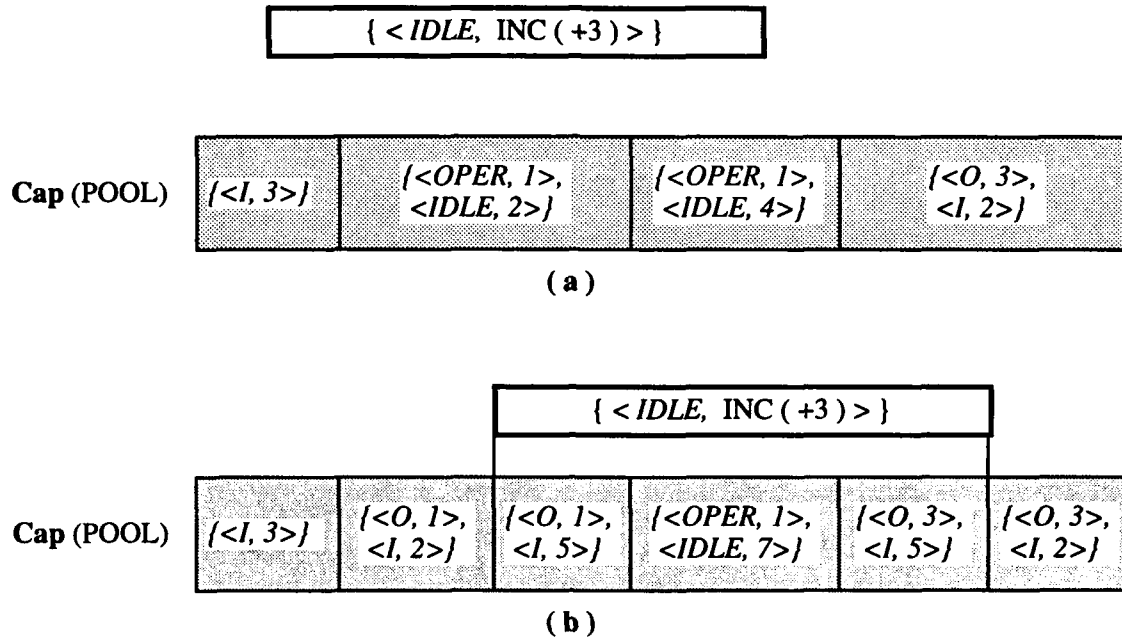 { < IDLE, INC ( +3 ) > }
Cap (POOL)
{<I, 3>}
{<OPER, 1>,
<IDLE, 2>}
{<OPER, 1>,
<IDLE, 4>}
{<O, 3>,
<I, 2>}
( a )
{ < IDLE, INC ( +3 ) > }
Cap (POOL)
{<I, 3>}
{<O, 1>,
<I, 2>}
{<O, 1>,
<I, 5>}
{<OPER, 1>,
<IDLE, 7>}
{<O, 3>,
<I, 5>}
{<O, 3>,
<I, 2>}
( b )